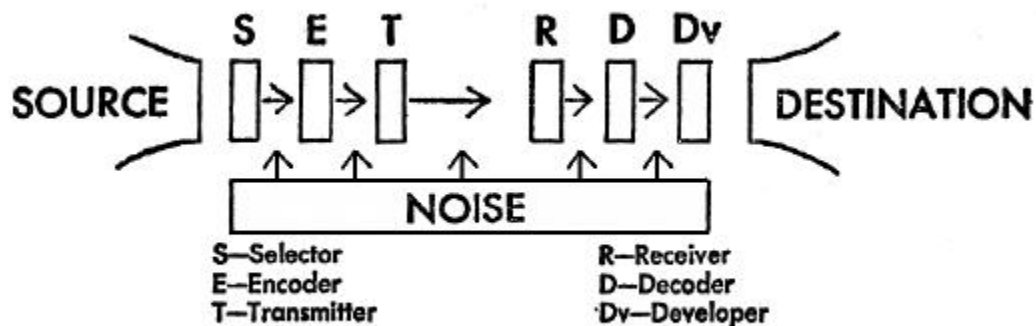 S E T R D Dv
SOURCE DESTINATION
NOISE
S—Selector R—Receiver
E—Encoder D—Decoder
T—Transmitter Dv—Developer